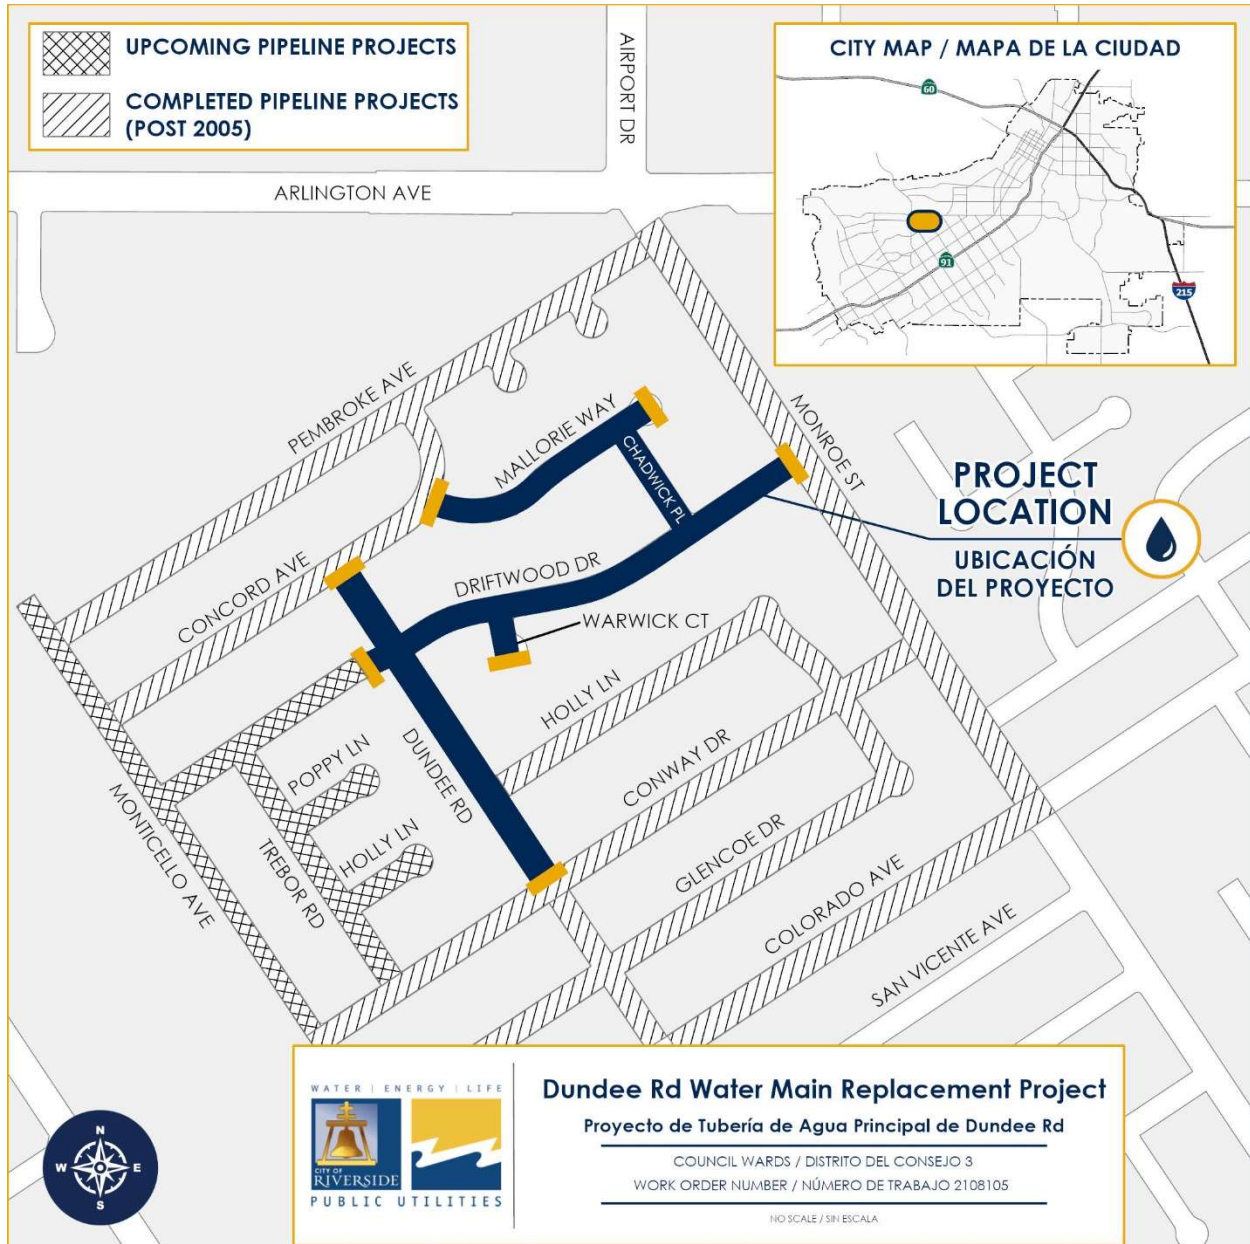 UPCOMING PIPELINE PROJECTS
COMPLETED PIPELINE PROJECTS
(POST 2005)
AIRPORT DR
CITY MAP / MAPA DE LA CIUDAD
60
91
215
ARLINGTON AVE
PEMBROKE AVE
MALLORIE WAY
CHADWICK PL
MONROE ST
PROJECT
LOCATION
UBICACIÓN
DEL PROYECTO
CONCORD AVE
DRIFTWOOD DR
WARWICK CT
HOLLY LN
DUNDEE RD
CONWAY DR
POPPY LN
HOLLY LN
MONTICELLO AVE
TREBOR RD
GLENCOE DR
COLORADO AVE
SAN VICENTE AVE
N
W
E
S
WATER | ENERGY | LIFE
CITY OF
RIVERSIDE
PUBLIC UTILITIES
Dundee Rd Water Main Replacement Project
Proyecto de Tubería de Agua Principal de Dundee Rd
COUNCIL WARDS / DISTRITO DEL CONSEJO 3
WORK ORDER NUMBER / NÚMERO DE TRABAJO 2108105
NO SCALE / SIN ESCALA